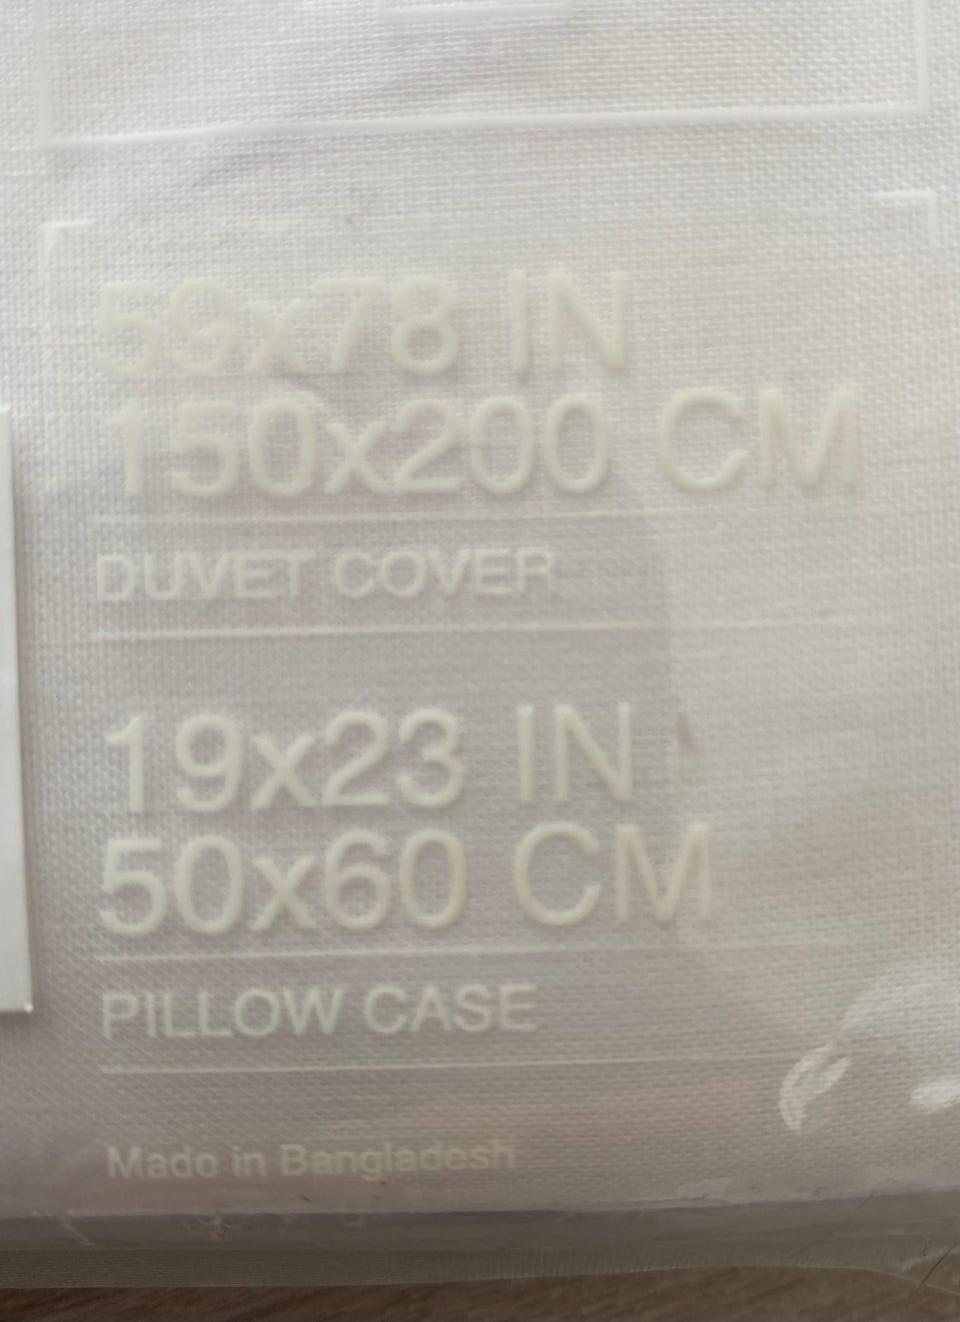 59x78 IN
150x200 CM
DUVET COVER
19x23 IN
50x60 CM
PILLOW CASE
Made in Bangladesh